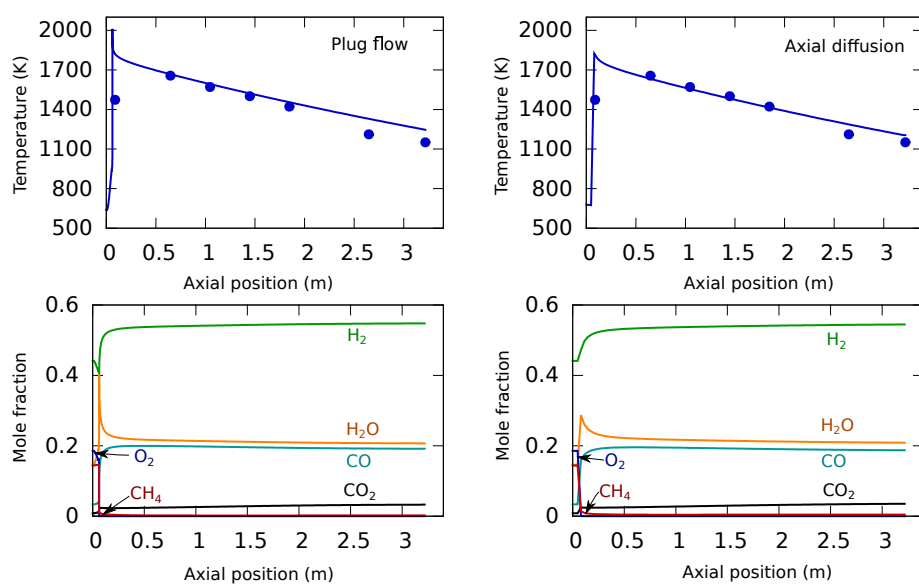 2000
1700
1400
1100
800
500
Temperature (K)
Plug flow
0 0.5 1 1.5 2 2.5 3
Axial position (m)
2000
1700
1400
1100
800
500
Temperature (K)
Axial diffusion
0 0.5 1 1.5 2 2.5 3
Axial position (m)
0.6
0.4
0.2
0
Mole fraction
H₂
H₂O
O₂
CO
CH₄
CO₂
0 0.5 1 1.5 2 2.5 3
Axial position (m)
0.6
0.4
0.2
0
Mole fraction
H₂
H₂O
O₂
CO
CH₄
CO₂
0 0.5 1 1.5 2 2.5 3
Axial position (m)